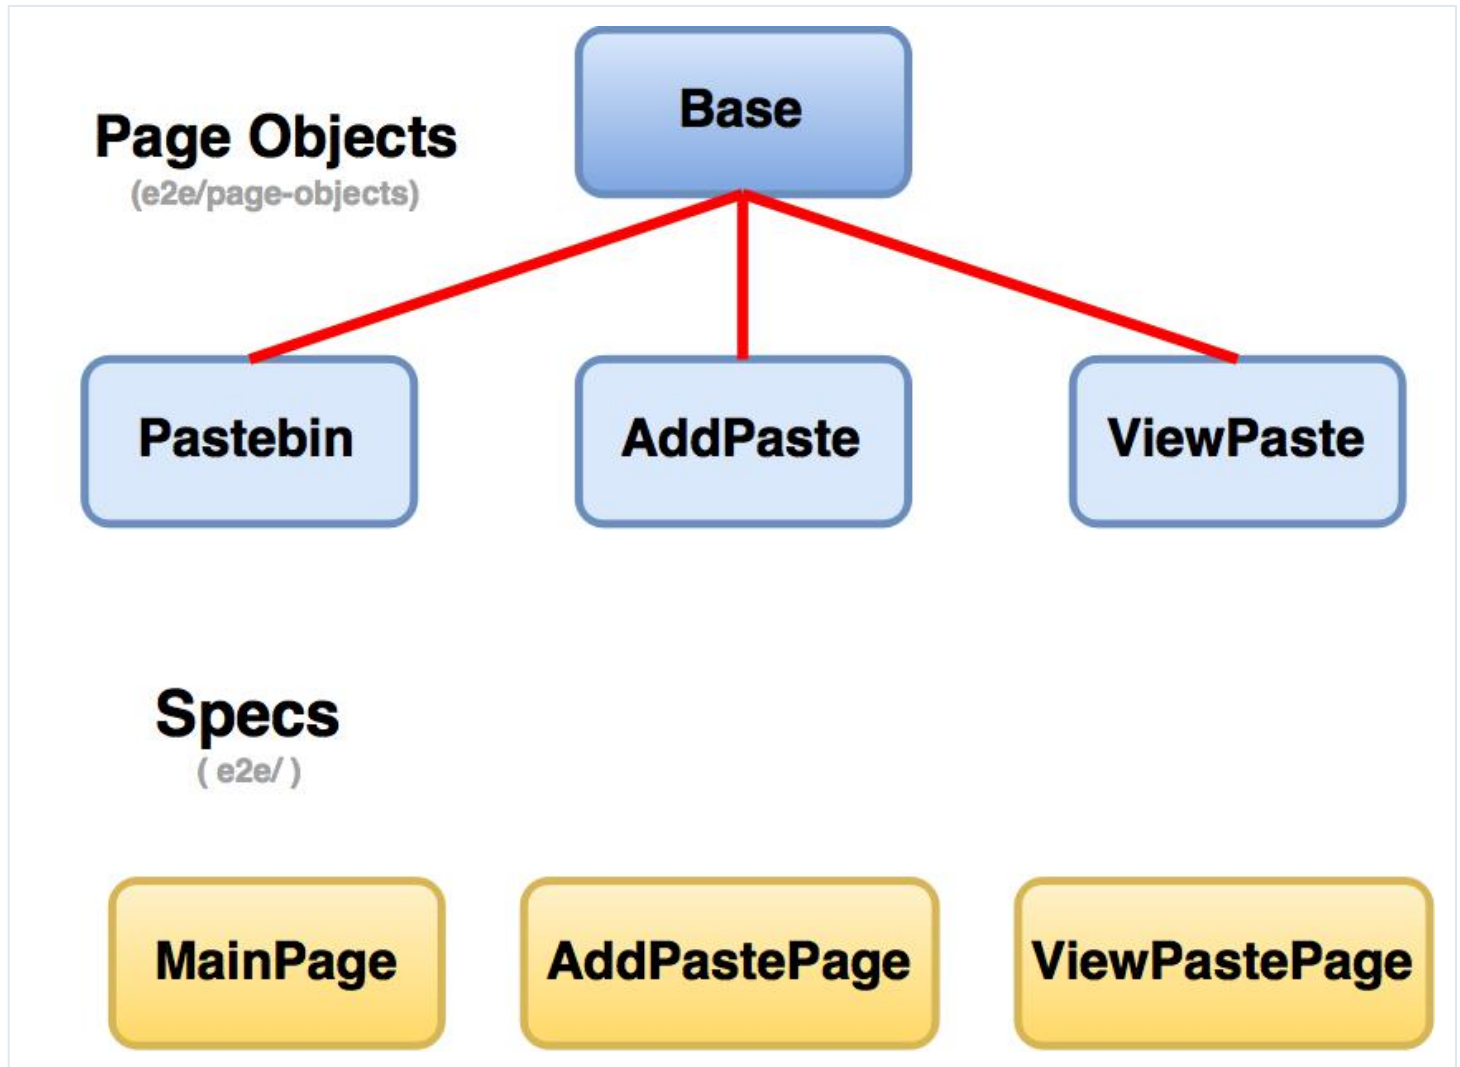 Base
Page Objects
(e2e/page-objects)
Pastebin
AddPaste
ViewPaste
Specs
( e2e/ )
MainPage
AddPastePage
ViewPastePage